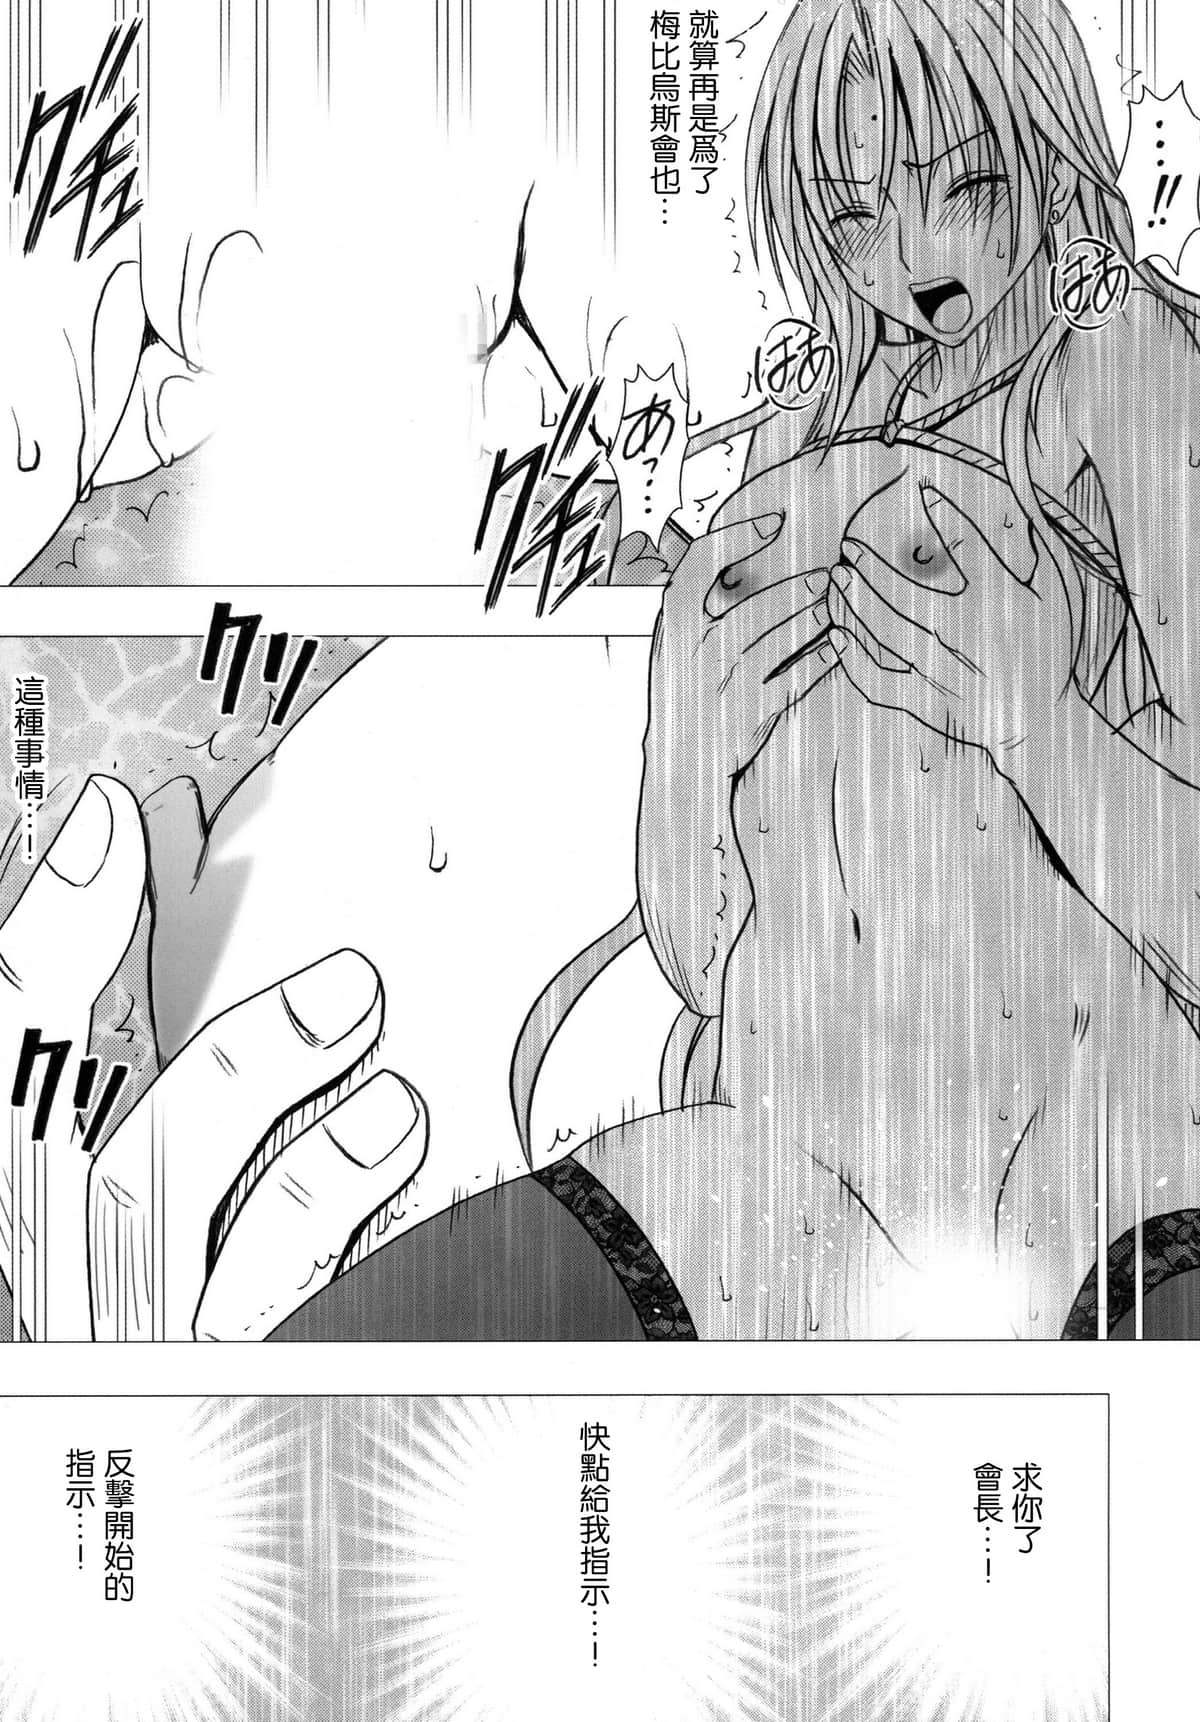 …!!
就算再是爲了
梅比烏斯會也…
はあ
はあ
あっ…
グチュ
グチュ
クリ
クリ
這種事情…!
求你了
會長…!
快點給我指示…!
反擊開始的
指示…!